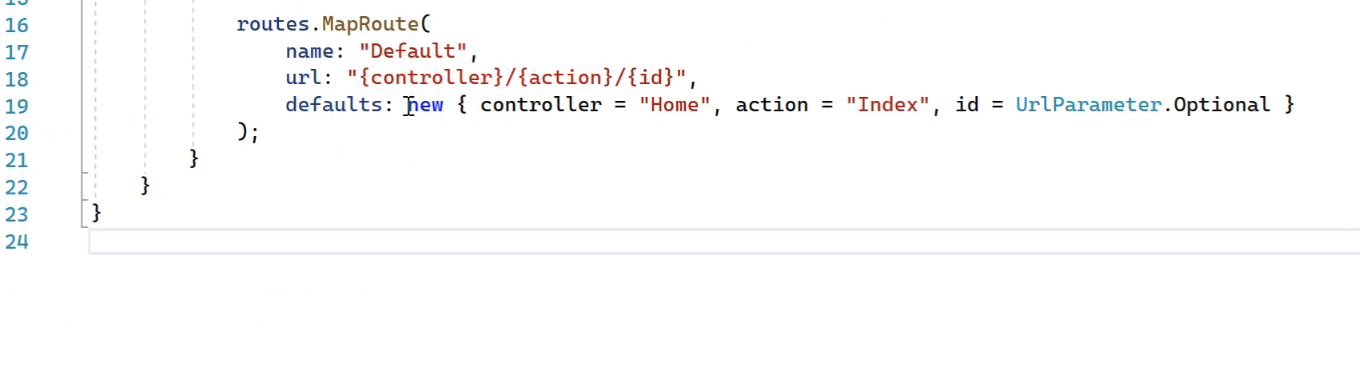 16 routes.MapRoute(
17 name: "Default",
18 url: "{controller}/{action}/{id}",
19 defaults: new { controller = "Home", action = "Index", id = UrlParameter.Optional }
20 );
21 }
22 }
23 }
24